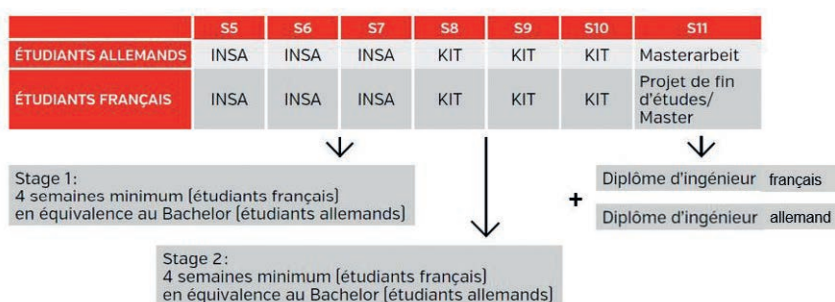 S5 S6 S7 S8 S9 S10 S11
ÉTUDIANTS ALLEMANDS INSA INSA INSA KIT KIT KIT Masterarbeit
ÉTUDIANTS FRANÇAIS INSA INSA INSA KIT KIT KIT Projet de fin
d'études/
Master
Stage 1:
4 semaines minimum (étudiants français)
en équivalence au Bachelor (étudiants allemands)
+
Diplôme d'ingénieur français
Diplôme d'ingénieur allemand
Stage 2:
4 semaines minimum (étudiants français)
en équivalence au Bachelor (étudiants allemands)